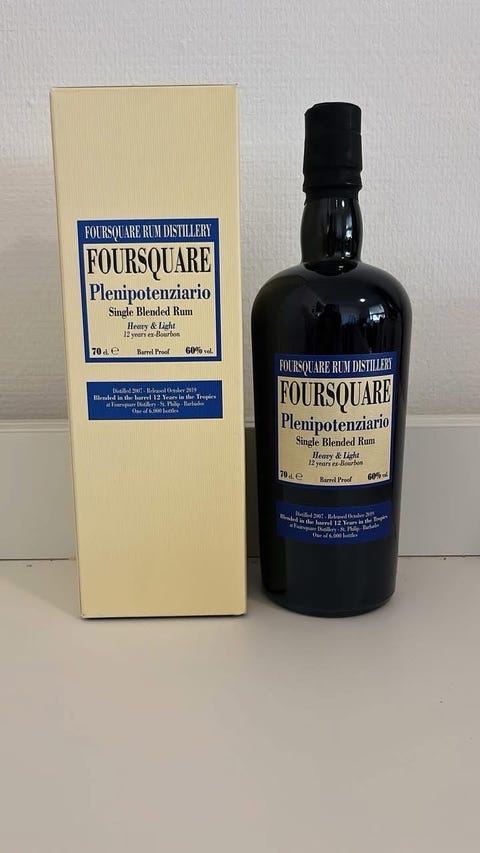 FOURSQUARE RUM DISTILLERY
FOURSQUARE
Plenipotenziario
Single Blended Rum
Heavy & Light
12 years ex-Bourbon
70 cl. ℮ Barrel Proof 60% vol.
Distilled 2007 - Released October 2019
Blended in the barrel 12 Years in the Tropics
at Foursquare Distillery - St. Philip - Barbados
One of 6.000 bottles
FOURSQUARE RUM DISTILLERY
FOURSQUARE
Plenipotenziario
Single Blended Rum
Heavy & Light
12 years ex-Bourbon
70 cl. ℮ Barrel Proof 60% vol.
Distilled 2007 - Released October 2019
Blended in the barrel 12 Years in the Tropics
at Foursquare Distillery - St. Philip - Barbados
One of 6.000 bottles